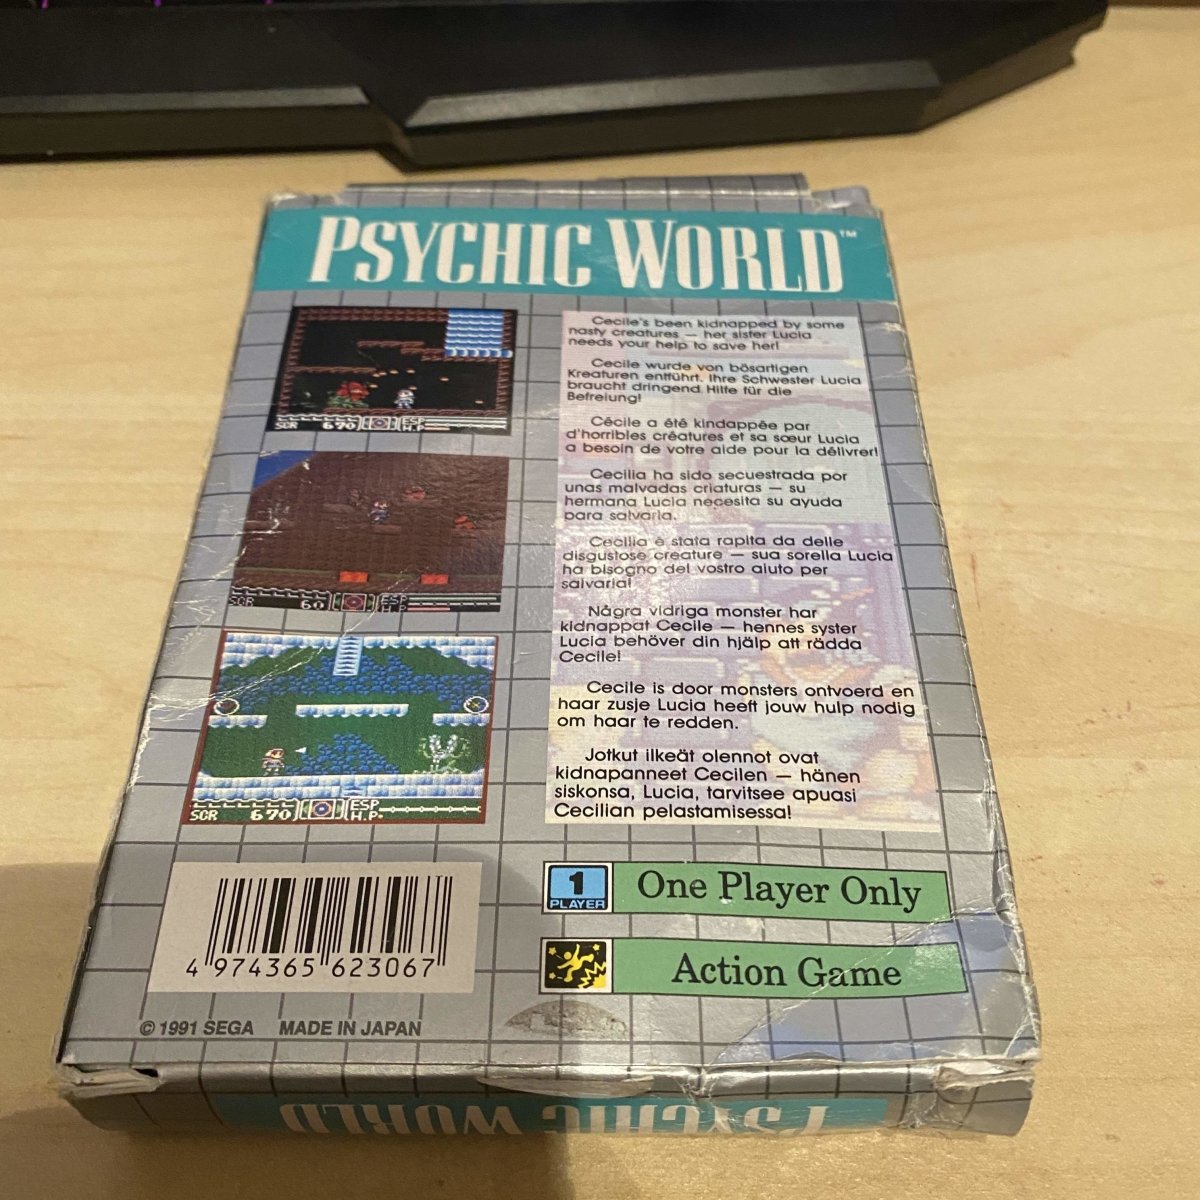 PSYCHIC WORLD™
Cecile's been kidnapped by some
nasty creatures — her sister Lucia
needs your help to save her!
Cecile wurde von bösartigen
Kreaturen entführt. Ihre Schwester Lucia
braucht dringend Hilfe für die
Befreiung!
Cécile a été kindappée par
d'horribles créatures et sa sœur Lucia
a besoin de votre aide pour la délivrer!
Cecilia ha sido secuestrada por
unas malvadas criaturas — su
hermana Lucia necesita su ayuda
para salvarla.
Cecilia è stata rapita da delle
disgustose creature — sua sorella Lucia
ha bisogno del vostro aiuto per
salvarla!
Några vidriga monster har
kidnappat Cecile — hennes syster
Lucia behöver din hjälp att rädda
Cecile!
Cecile is door monsters ontvoerd en
haar zusje Lucia heeft jouw hulp nodig
om haar te redden.
Jotkut ilkeät olennot ovat
kidnapanneet Cecilen — hänen
siskonsa, Lucia, tarvitsee apuasi
Cecilian pelastamisessa!
SCR 670 ESP
H.P.
SCR 60 ESP
H.P.
SCR 670 ESP
H.P.
1
PLAYER
One Player Only
Action Game
4 974365 623067
© 1991 SEGA MADE IN JAPAN
PSYCHIC WORLD